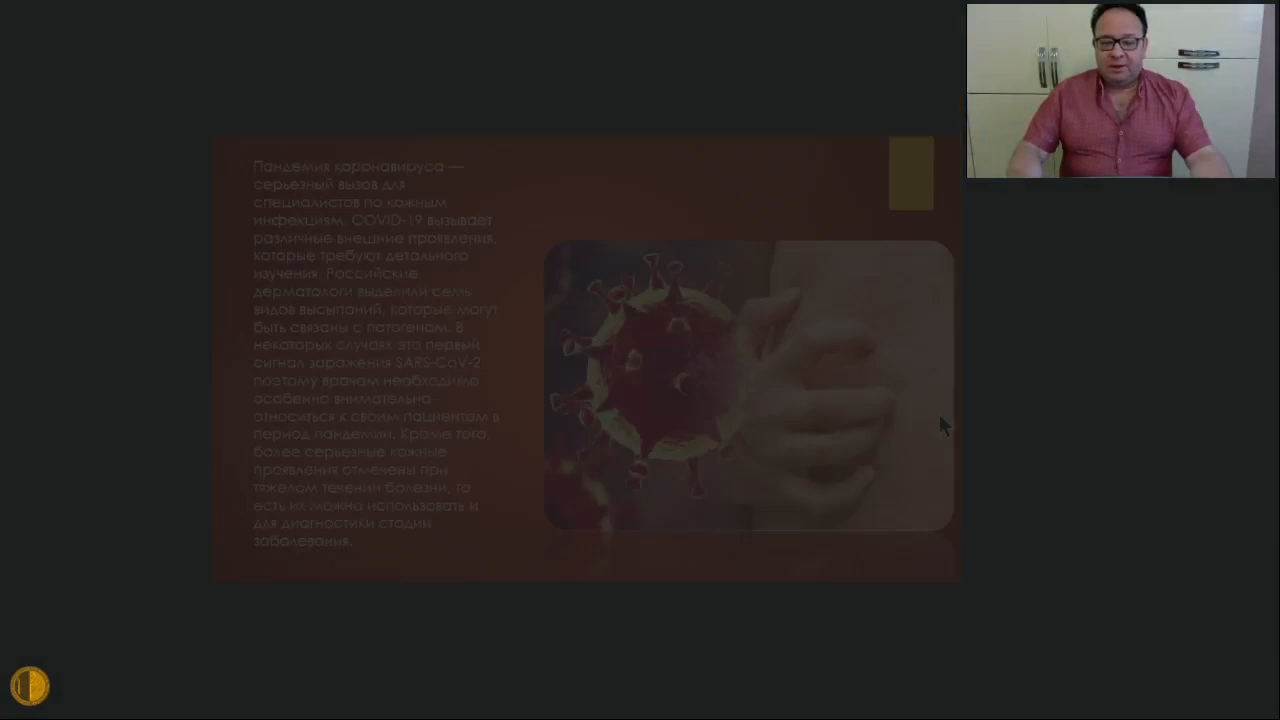 Пандемия коронавируса —
серьезный вызов для
специалистов по кожным
инфекциям. COVID-19 вызывает
различные внешние проявления,
которые требуют детального
изучения. Российские
дерматологи выделили семь
видов высыпаний, которые могут
быть связаны с патогеном. В
некоторых случаях это первый
сигнал заражения SARS-CoV-2,
поэтому врачам необходимо
особенно внимательно
относиться к своим пациентам в
период пандемии. Кроме того,
более серьезные кожные
проявления отмечены при
тяжелом течении болезни, то
есть их можно использовать и
для диагностики стадии
заболевания.